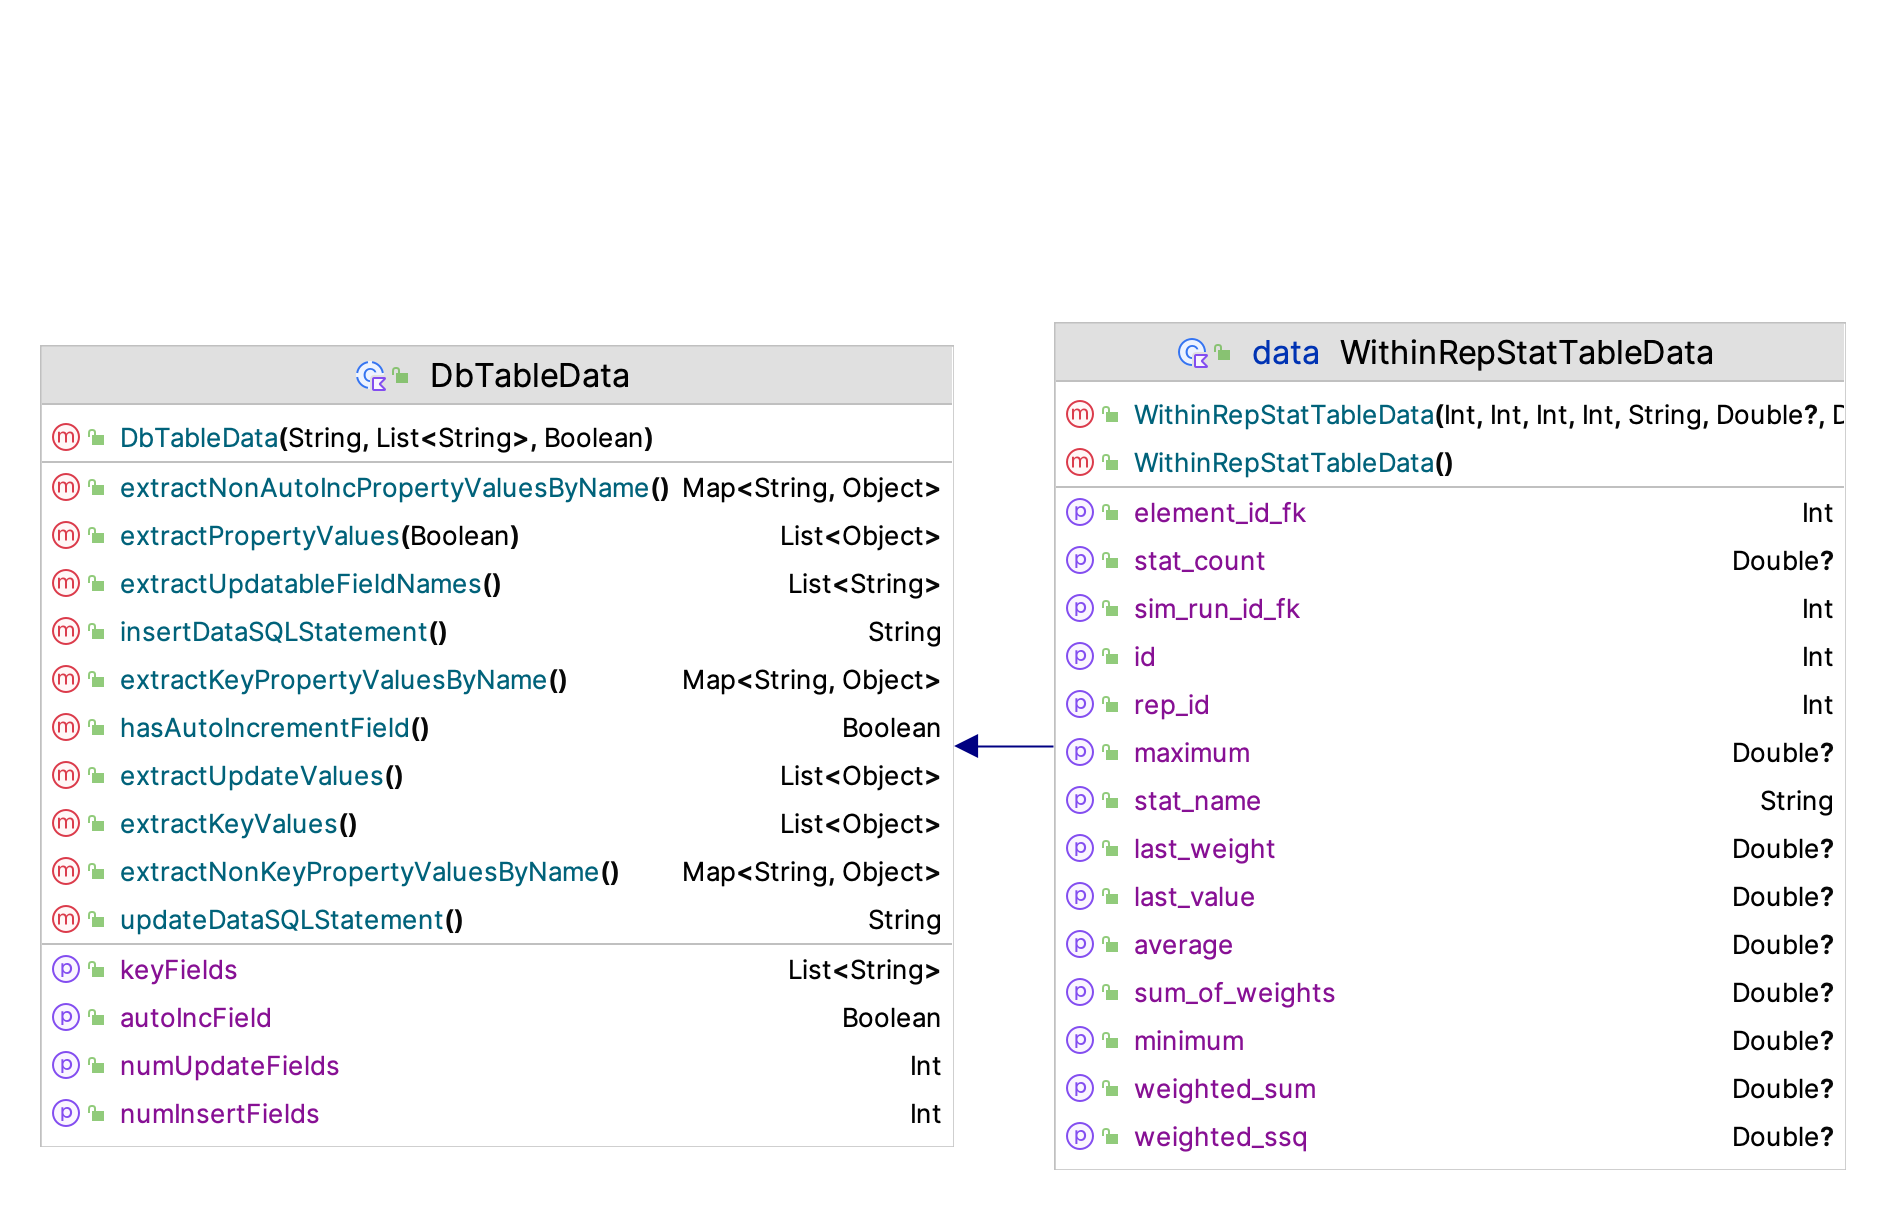 DbTableData
DbTableData(String, List<String>, Boolean)
extractNonAutoIncPropertyValuesByName() Map<String, Object>
extractPropertyValues(Boolean) List<Object>
extractUpdatableFieldNames() List<String>
insertDataSQLStatement() String
extractKeyPropertyValuesByName() Map<String, Object>
hasAutoIncrementField() Boolean
extractUpdateValues() List<Object>
extractKeyValues() List<Object>
extractNonKeyPropertyValuesByName() Map<String, Object>
updateDataSQLStatement() String
keyFields List<String>
autoIncField Boolean
numUpdateFields Int
numInsertFields Int
data WithinRepStatTableData
WithinRepStatTableData(Int, Int, Int, Int, String, Double?, D
WithinRepStatTableData()
element_id_fk Int
stat_count Double?
sim_run_id_fk Int
id Int
rep_id Int
maximum Double?
stat_name String
last_weight Double?
last_value Double?
average Double?
sum_of_weights Double?
minimum Double?
weighted_sum Double?
weighted_ssq Double?